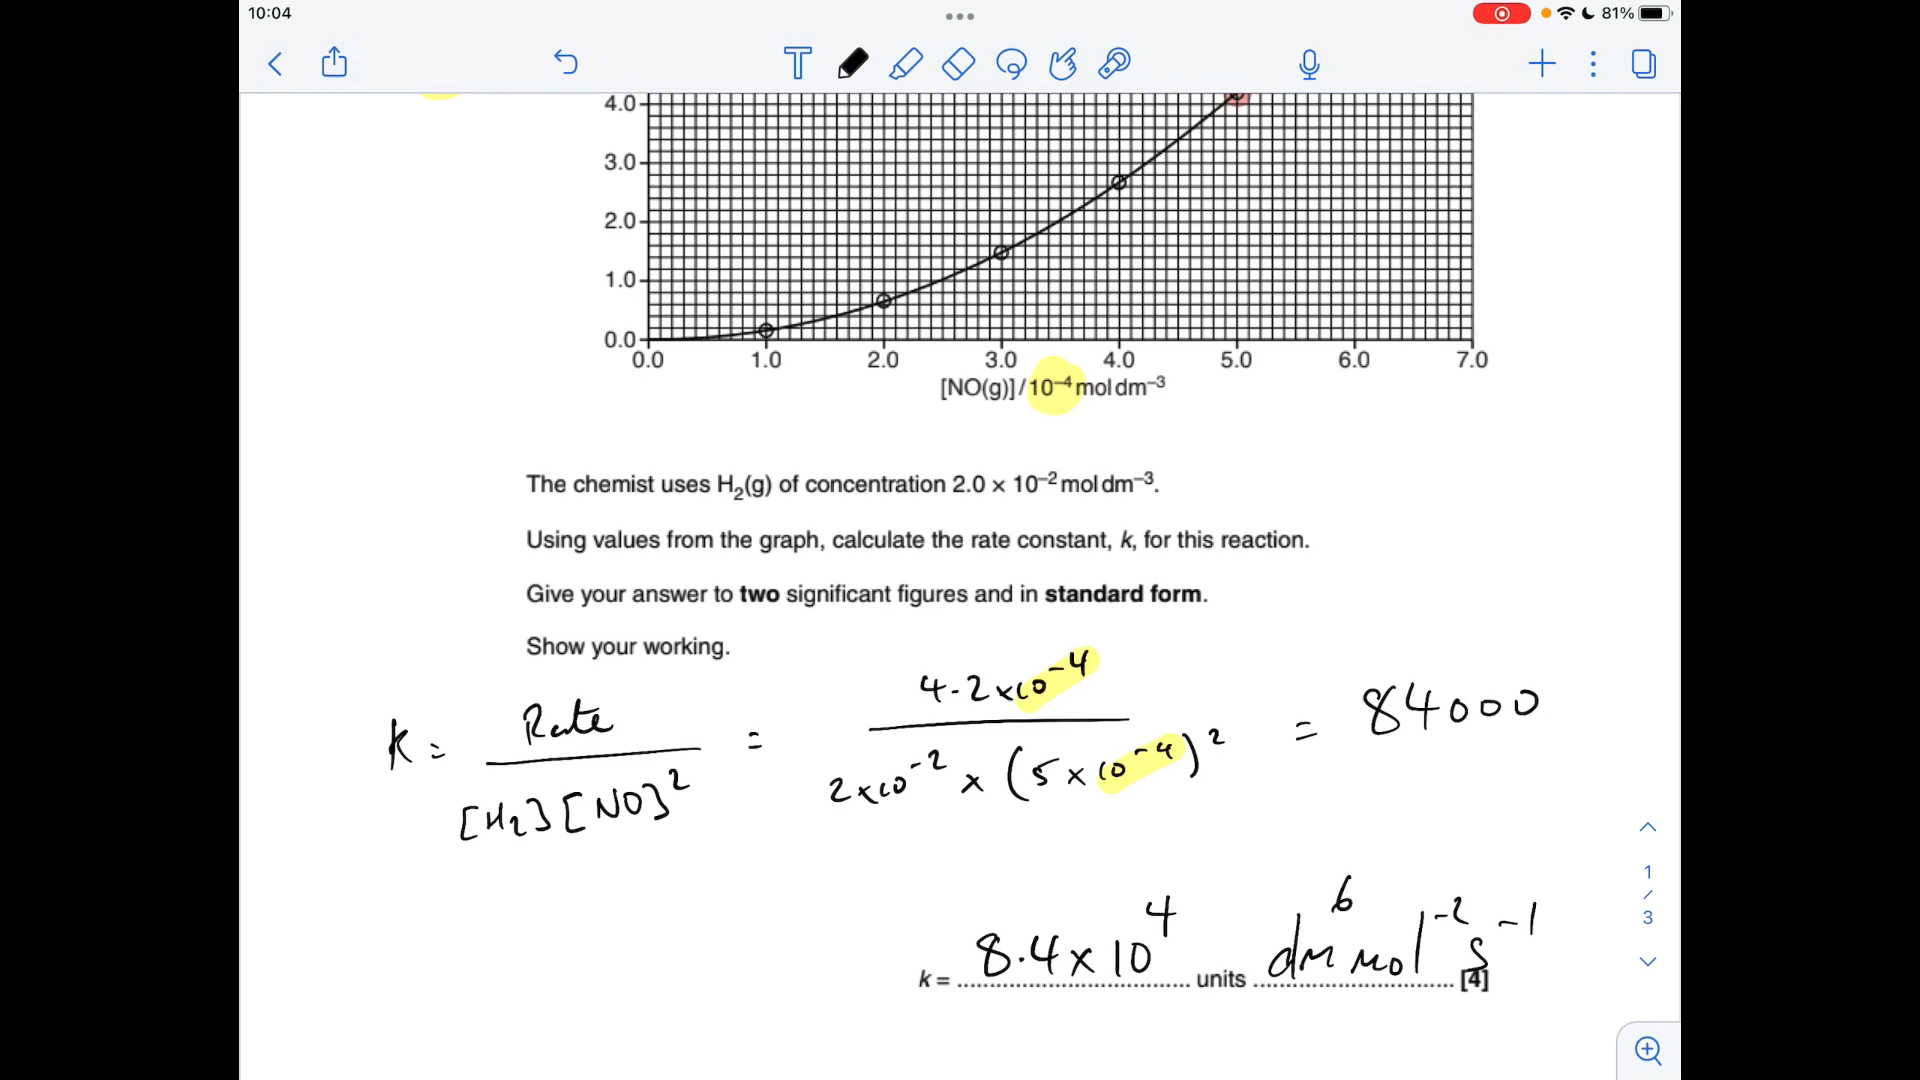 10:04
81%
T
4.0
3.0
2.0
1.0
0.0
0.0 1.0 2.0 3.0 4.0 5.0 6.0 7.0
[NO(g)] / 10⁻⁴ mol dm⁻³
The chemist uses H₂(g) of concentration 2.0 × 10⁻² mol dm⁻³.
Using values from the graph, calculate the rate constant, k, for this reaction.
Give your answer to two significant figures and in standard form.
Show your working.
k = Rate / [H₂][NO]² = 4.2 × 10⁻⁴ / 2 × 10⁻² × (5 × 10⁻⁴)² = 84000
k = 8.4 × 10⁴ units dm⁶ mol⁻² s⁻¹ [4]
1 / 3